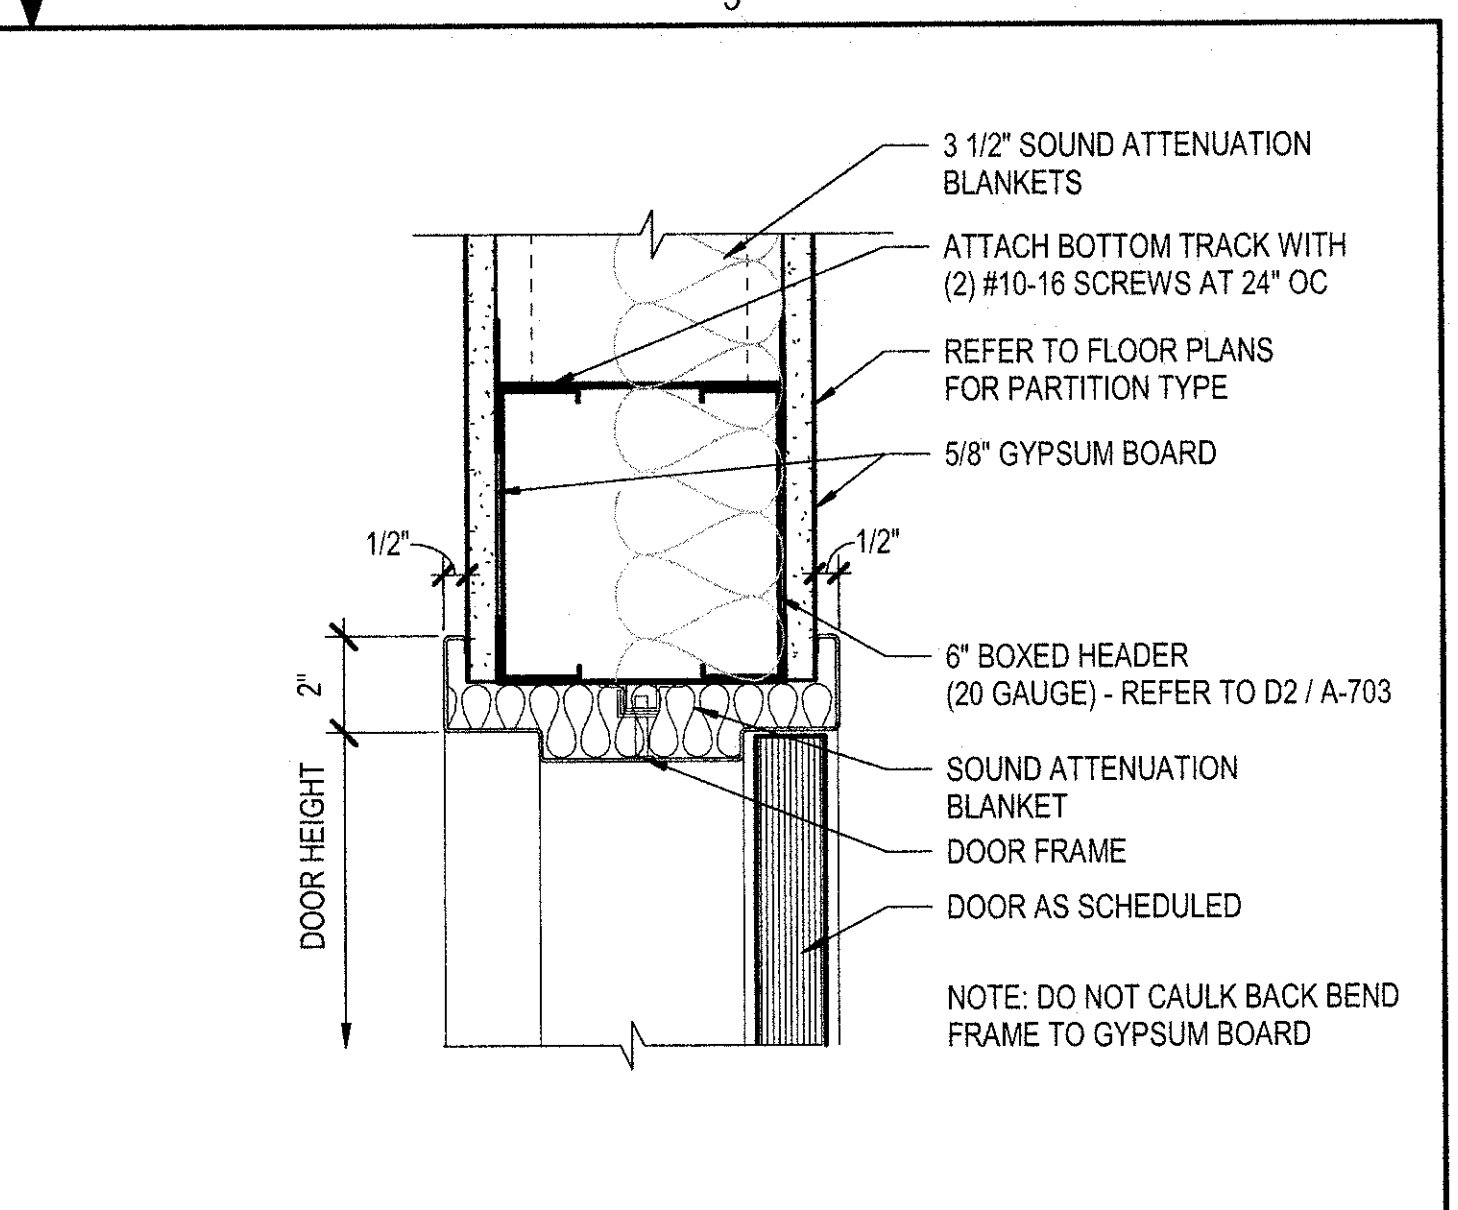 3 1/2" SOUND ATTENUATION
BLANKETS
ATTACH BOTTOM TRACK WITH
(2) #10-16 SCREWS AT 24" OC
REFER TO FLOOR PLANS
FOR PARTITION TYPE
5/8" GYPSUM BOARD
1/2"
1/2"
6" BOXED HEADER
(20 GAUGE) - REFER TO D2 / A-703
2"
SOUND ATTENUATION
BLANKET
DOOR HEIGHT
DOOR FRAME
DOOR AS SCHEDULED
NOTE: DO NOT CAULK BACK BEND
FRAME TO GYPSUM BOARD